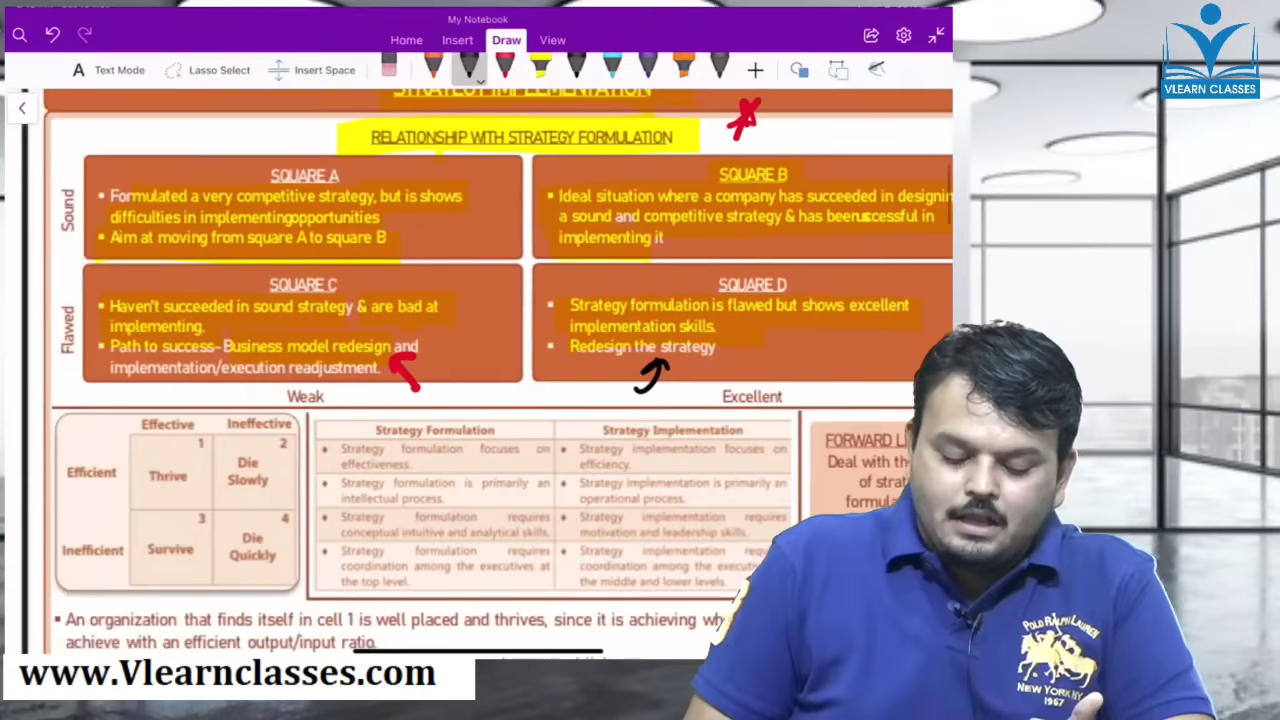 My Notebook
Home Insert Draw View
A Text Mode Lasso Select Insert Space
VLEARN CLASSES
STRATEGY IMPLEMENTATION
RELATIONSHIP WITH STRATEGY FORMULATION
Sound
SQUARE A
▪ Formulated a very competitive strategy, but is shows
difficulties in implementingopportunities
▪ Aim at moving from square A to square B
SQUARE B
▪ Ideal situation where a company has succeeded in designin
a sound and competitive strategy & has been in
implementing it
Flawed
SQUARE C
▪ Haven't succeeded in sound strategy & are bad at
implementing.
▪ Path to success- Business model redesign and
implementation/execution readjustment.
SQUARE D
▪ Strategy formulation is flawed but shows excellent
implementation skills.
▪ Redesign the strategy
Weak Excellent
Effective Ineffective
Efficient
1
Thrive
2
Die
Slowly
Inefficient
3
Survive
4
Die
Quickly
Strategy Formulation
♦ Strategy formulation focuses on
effectiveness.
♦ Strategy formulation is primarily an
intellectual process.
♦ Strategy formulation requires
conceptual intuitive and analytical skills.
♦ Strategy formulation requires
coordination among the executives at
the top level.
Strategy Implementation
♦ Strategy implementation focuses on
efficiency.
♦ Strategy implementation is primarily an
operational process.
♦ Strategy implementation requires
motivation and leadership skills.
♦ Strategy implementation
coordination among the
the middle and lower levels.
FORWARD
Deal with
of
▪ An organization that finds itself in cell 1 is well placed and thrives, since it is achieving
achieve with an efficient output/input ratio.
www.Vlearnclasses.com
POLO RALPH LAUREN
NEW YORK NY
1967